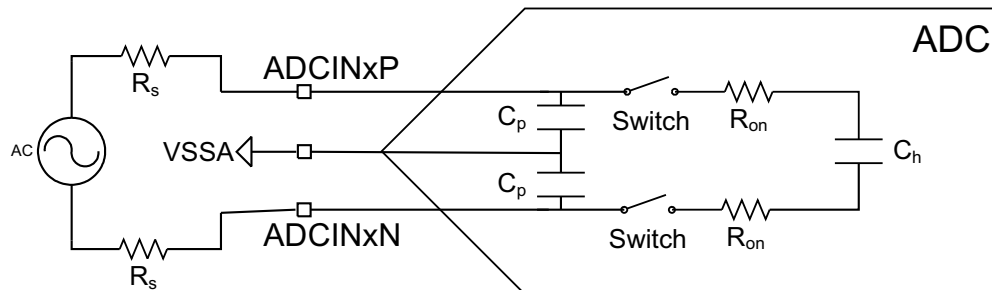 ADC
ADCINxP
Rs
Cp
Switch
Ron
AC
VSSA
Ch
Cp
ADCINxN
Switch
Ron
Rs